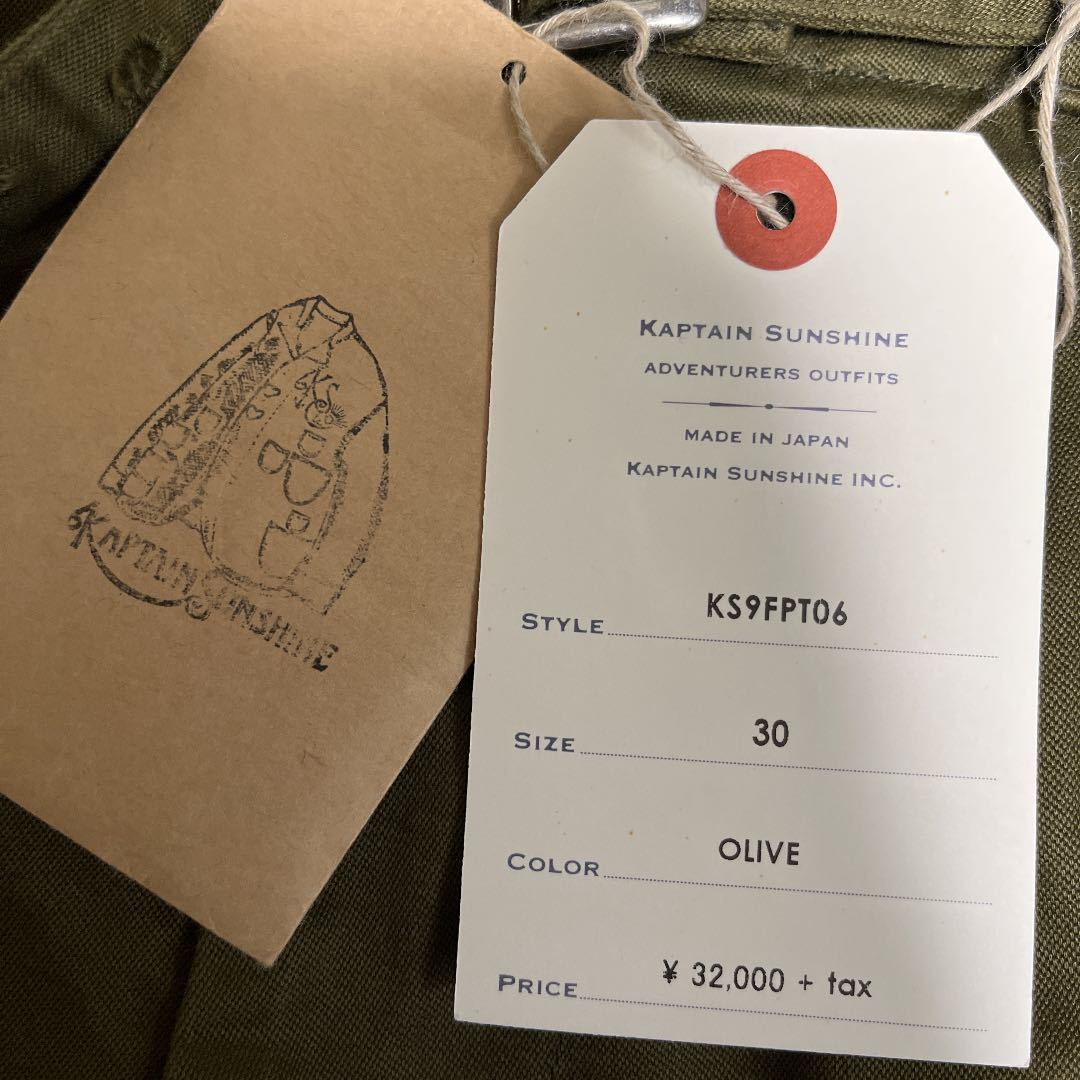 KS
KAPTAIN SUNSHINE
KAPTAIN SUNSHINE
ADVENTURERS OUTFITS
MADE IN JAPAN
KAPTAIN SUNSHINE INC.
STYLE KS9FPT06
SIZE 30
COLOR OLIVE
PRICE ¥ 32,000 + tax